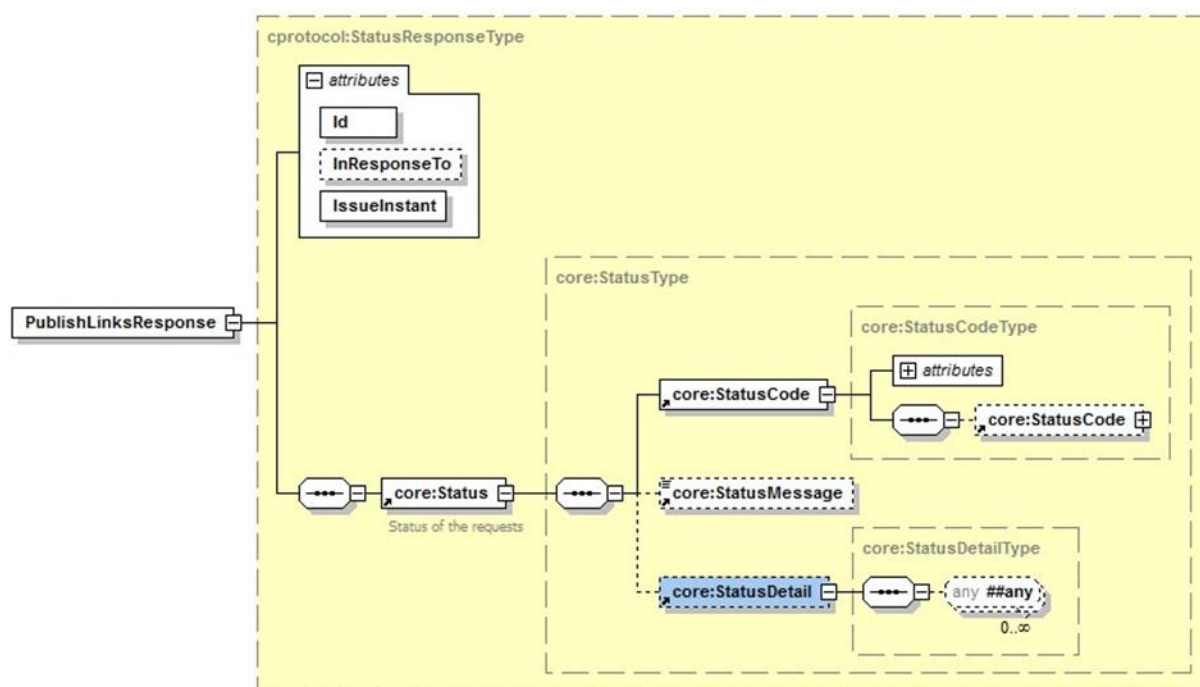 cprotocol:StatusResponseType
attributes
Id
InResponseTo
IssueInstant
core:StatusType
PublishLinksResponse
core:StatusCodeType
attributes
core:StatusCode
core:StatusCode
core:Status
core:StatusMessage
Status of the requests
core:StatusDetailType
core:StatusDetail
any ##any
0..∞